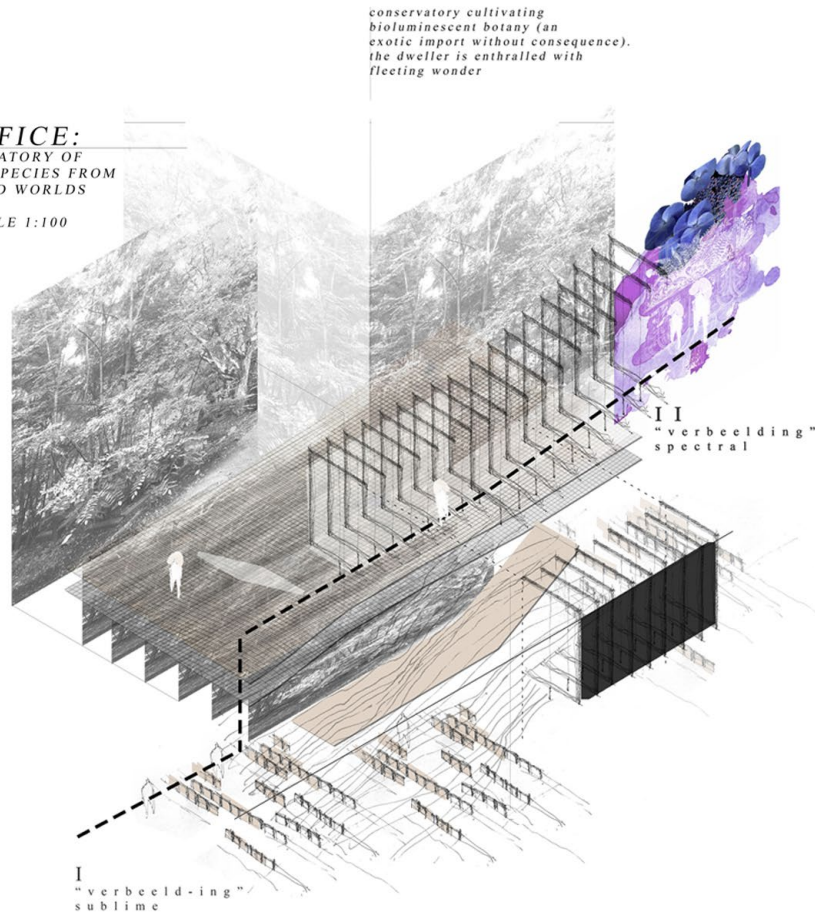 conservatory cultivating
bioluminescent botany (an
exotic import without consequence).
the dweller is enthralled with
fleeting wonder
FICE:
ATORY OF
PECIES FROM
D WORLDS
LE 1:100
II
"verbeelding"
spectral
I
"verbeeld-ing"
sublime